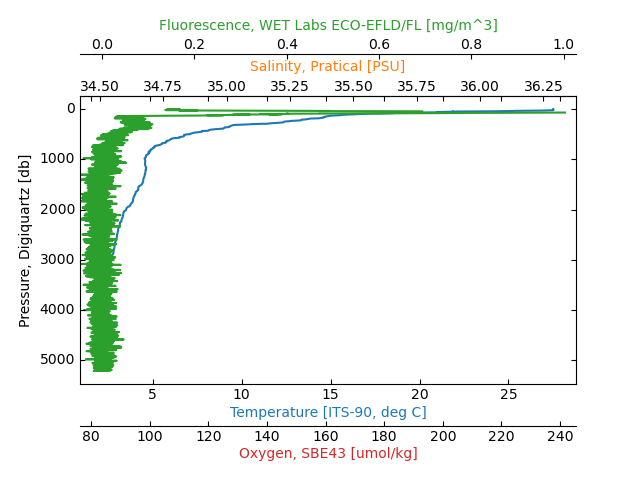 Fluorescence, WET Labs ECO-EFLD/FL [mg/m^3]
0.0 0.2 0.4 0.6 0.8 1.0
Salinity, Pratical [PSU]
34.50 34.75 35.00 35.25 35.50 35.75 36.00 36.25
Pressure, Digiquartz [db]
0
1000
2000
3000
4000
5000
5 10 15 20 25
Temperature [ITS-90, deg C]
80 100 120 140 160 180 200 220 240
Oxygen, SBE43 [umol/kg]